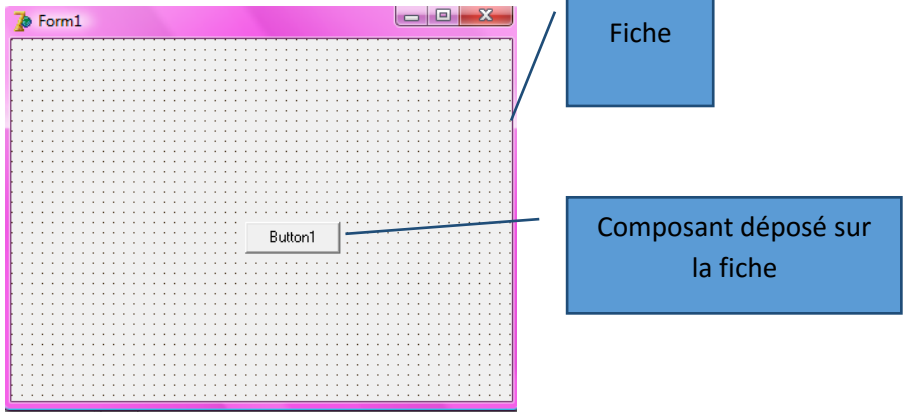 Form1
Fiche
Button1
Composant déposé sur
la fiche